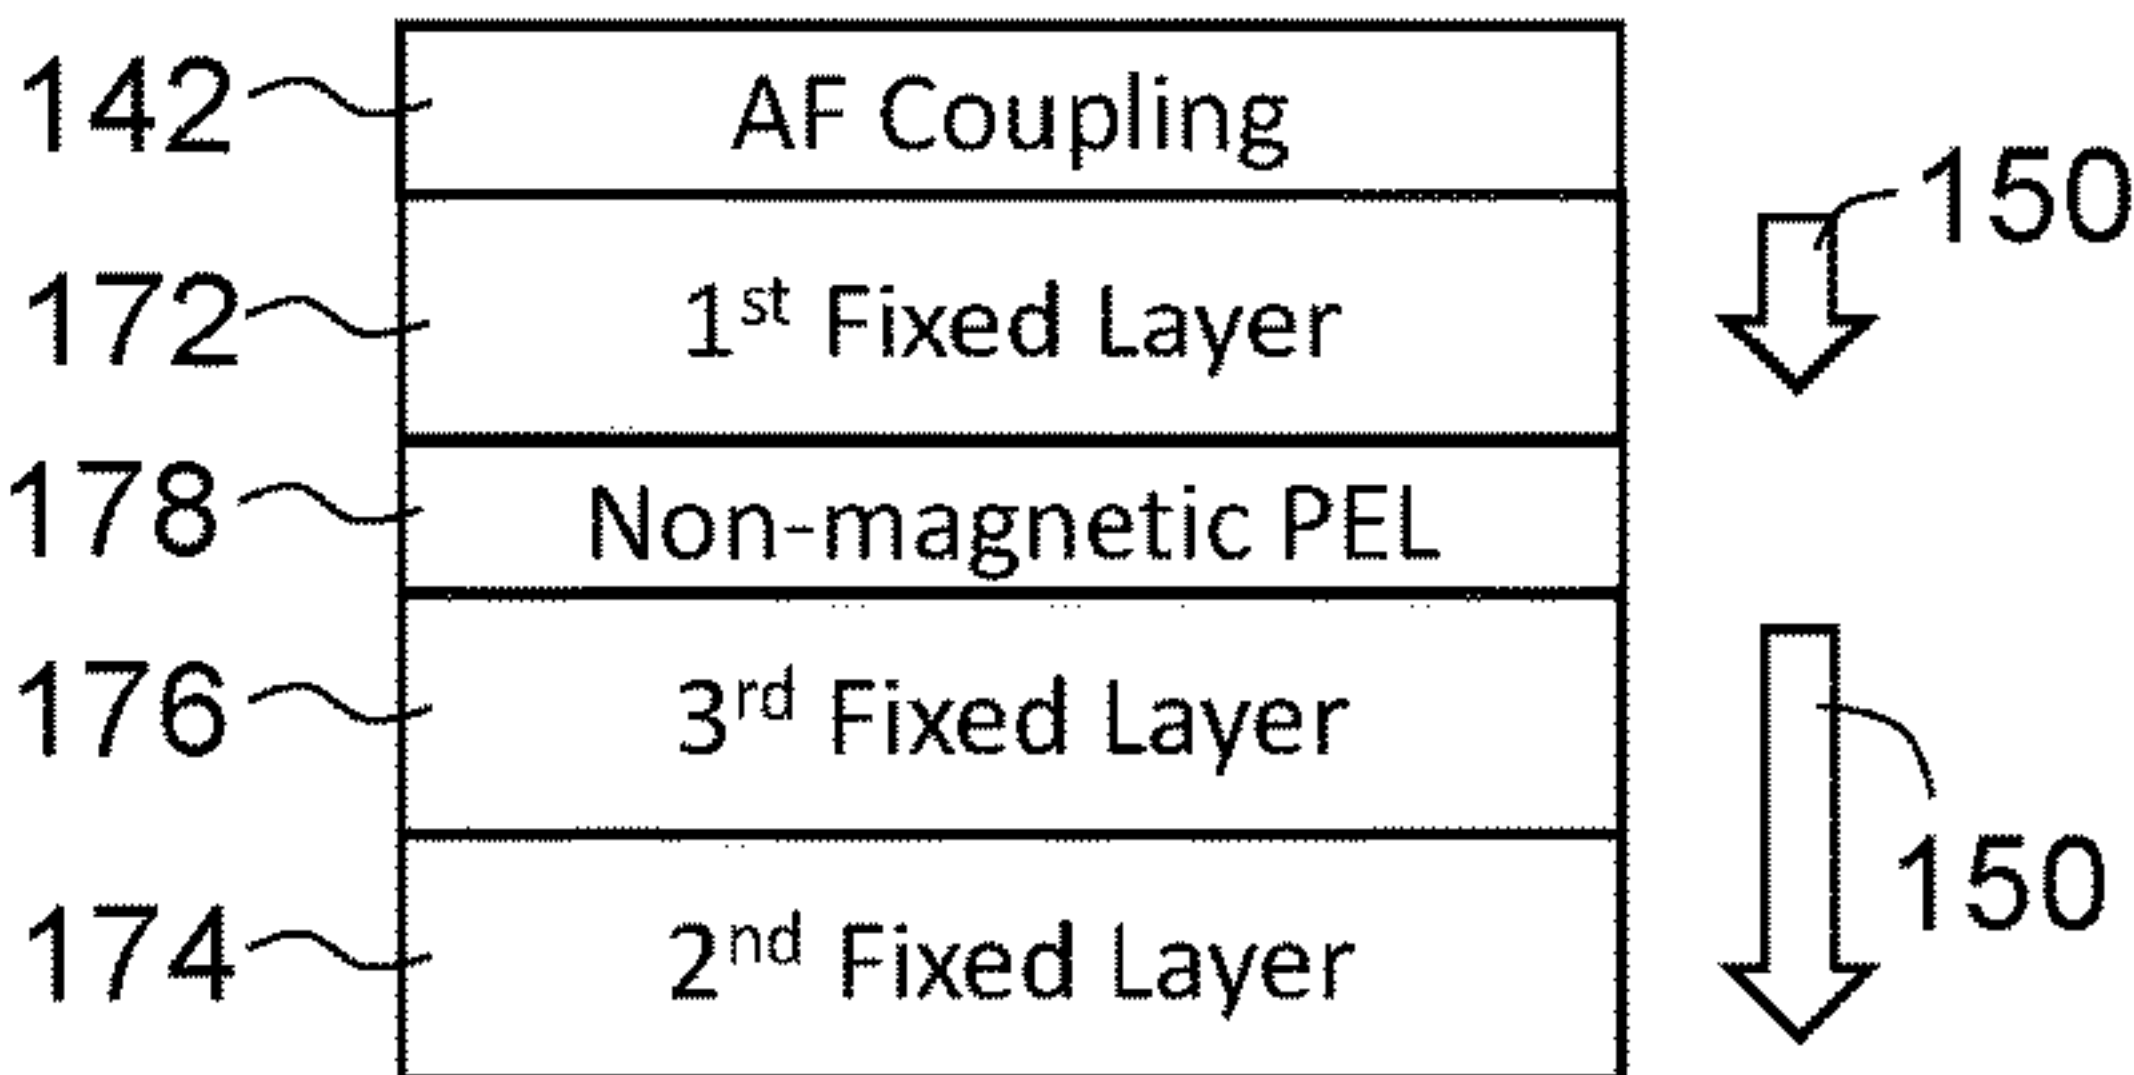 142 AF Coupling
150
172 1st Fixed Layer
178 Non-magnetic PEL
176 3rd Fixed Layer
150
174 2nd Fixed Layer